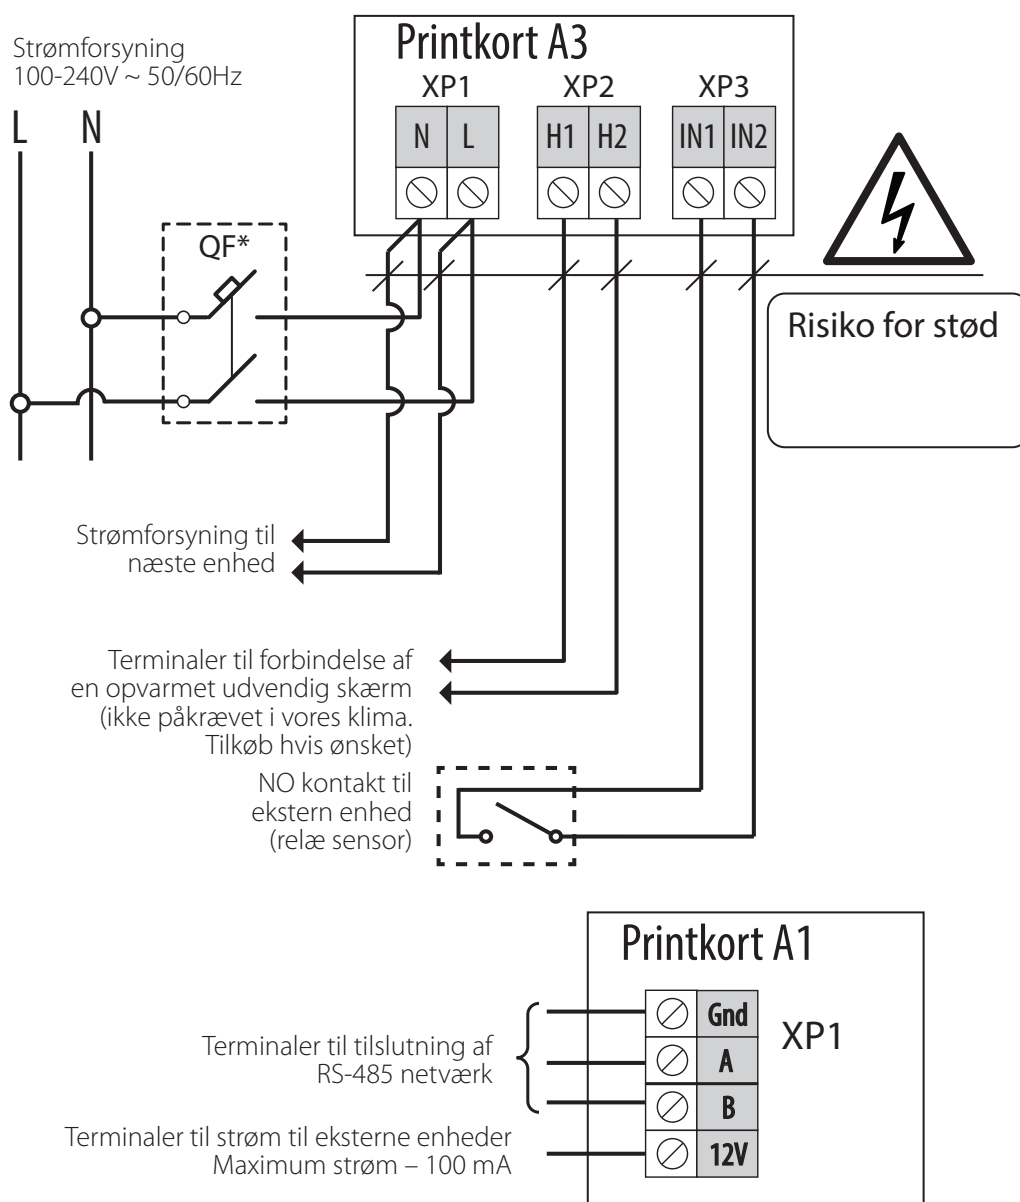 Strømforsyning
100-240V ~ 50/60Hz
L N
Printkort A3
XP1 XP2 XP3
N L H1 H2 IN1 IN2
QF*
Risiko for stød
Strømforsyning til
næste enhed
Terminaler til forbindelse af
en opvarmet udvendig skærm
(ikke påkrævet i vores klima.
Tilkøb hvis ønsket)
NO kontakt til
ekstern enhed
(relæ sensor)
Printkort A1
XP1
Gnd
A
B
12V
Terminaler til tilslutning af
RS-485 netværk
Terminaler til strøm til eksterne enheder
Maximum strøm – 100 mA